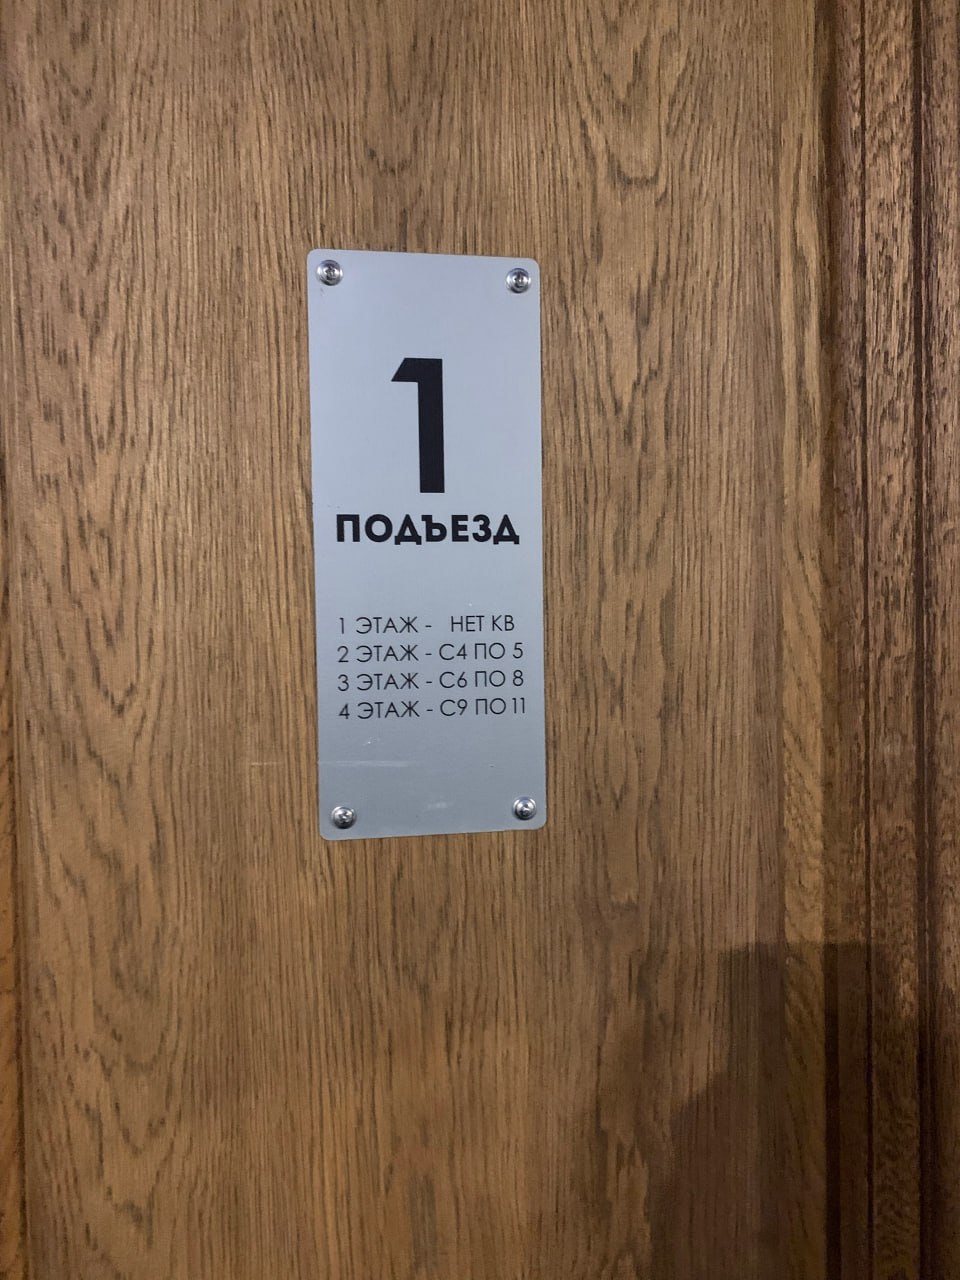 1
ПОДЪЕЗД
1 ЭТАЖ - НЕТ КВ
2 ЭТАЖ - С4 ПО 5
3 ЭТАЖ - С6 ПО 8
4 ЭТАЖ - С9 ПО 11